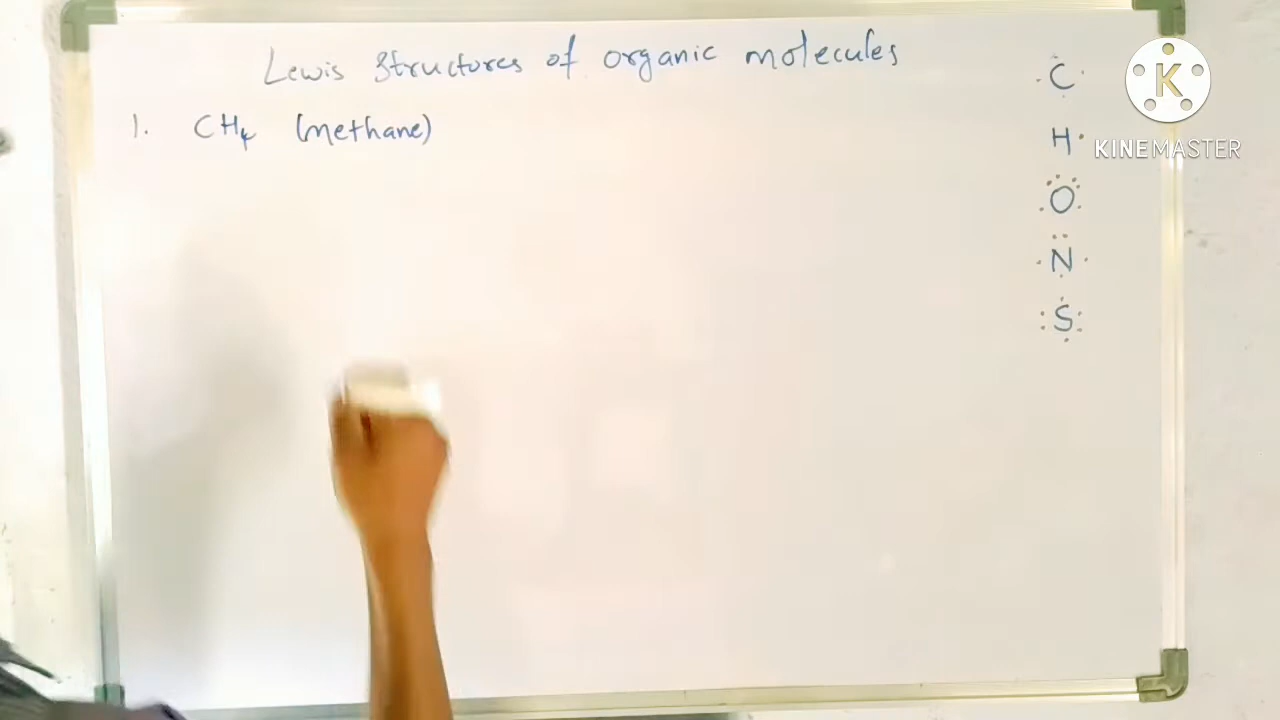 Lewis Structures of organic molecules
1. CH4 (methane)
C
H
O
N
S
K
KINEMASTER